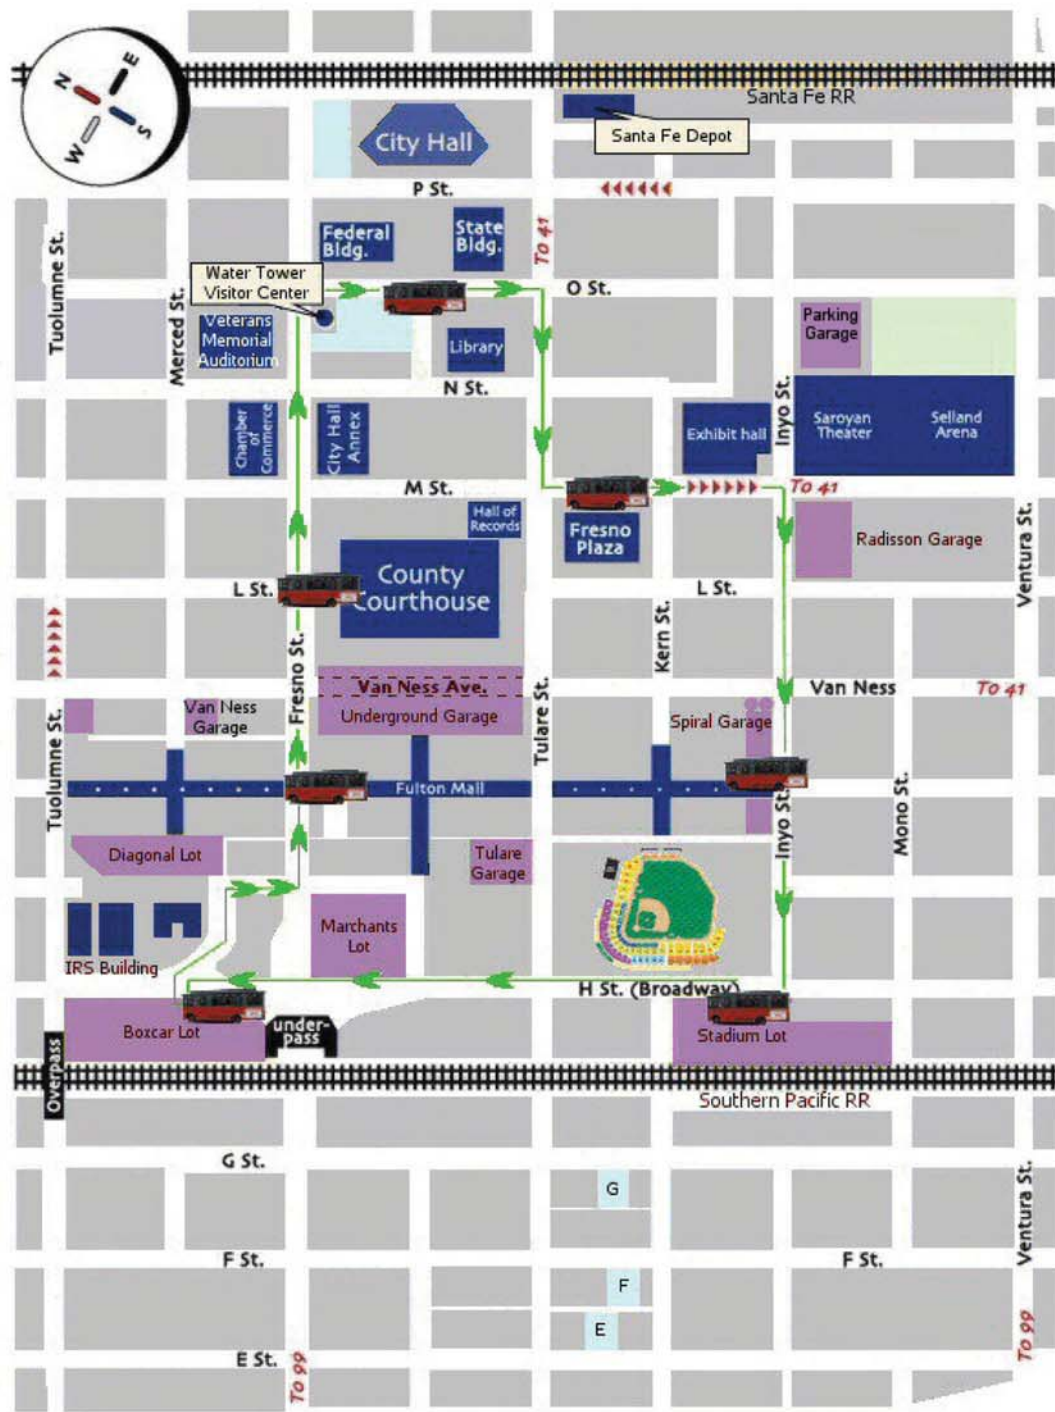 N
E
W
S
Santa Fe RR
City Hall
Santa Fe Depot
P St.
Tuolumne St.
Federal
Bldg.
State
Bldg.
To 41
Water Tower
Visitor Center
Merced St.
O St.
Veterans
Memorial
Auditorium
Library
Parking
Garage
N St.
Inyo St.
Chamber
of
Commerce
City Hall
Annex
Exhibit hall
Saroyan
Theater
Selland
Arena
M St.
To 41
Hall of
Records
Fresno
Plaza
Radisson Garage
Ventura St.
L St.
County
Courthouse
L St.
Kern St.
Fresno St.
Van Ness Ave.
Underground Garage
Tulare St.
Van Ness
To 41
Van Ness
Garage
Spiral Garage
Tuolumne St.
Fulton Mall
Inyo St.
Mono St.
Diagonal Lot
Tulare
Garage
Marchants
Lot
IRS Building
H St. (Broadway)
Boxcar Lot
under-
pass
Stadium Lot
Overpass
Southern Pacific RR
G St.
G
Ventura St.
F St.
F St.
F
E
E St.
To 99
To 99